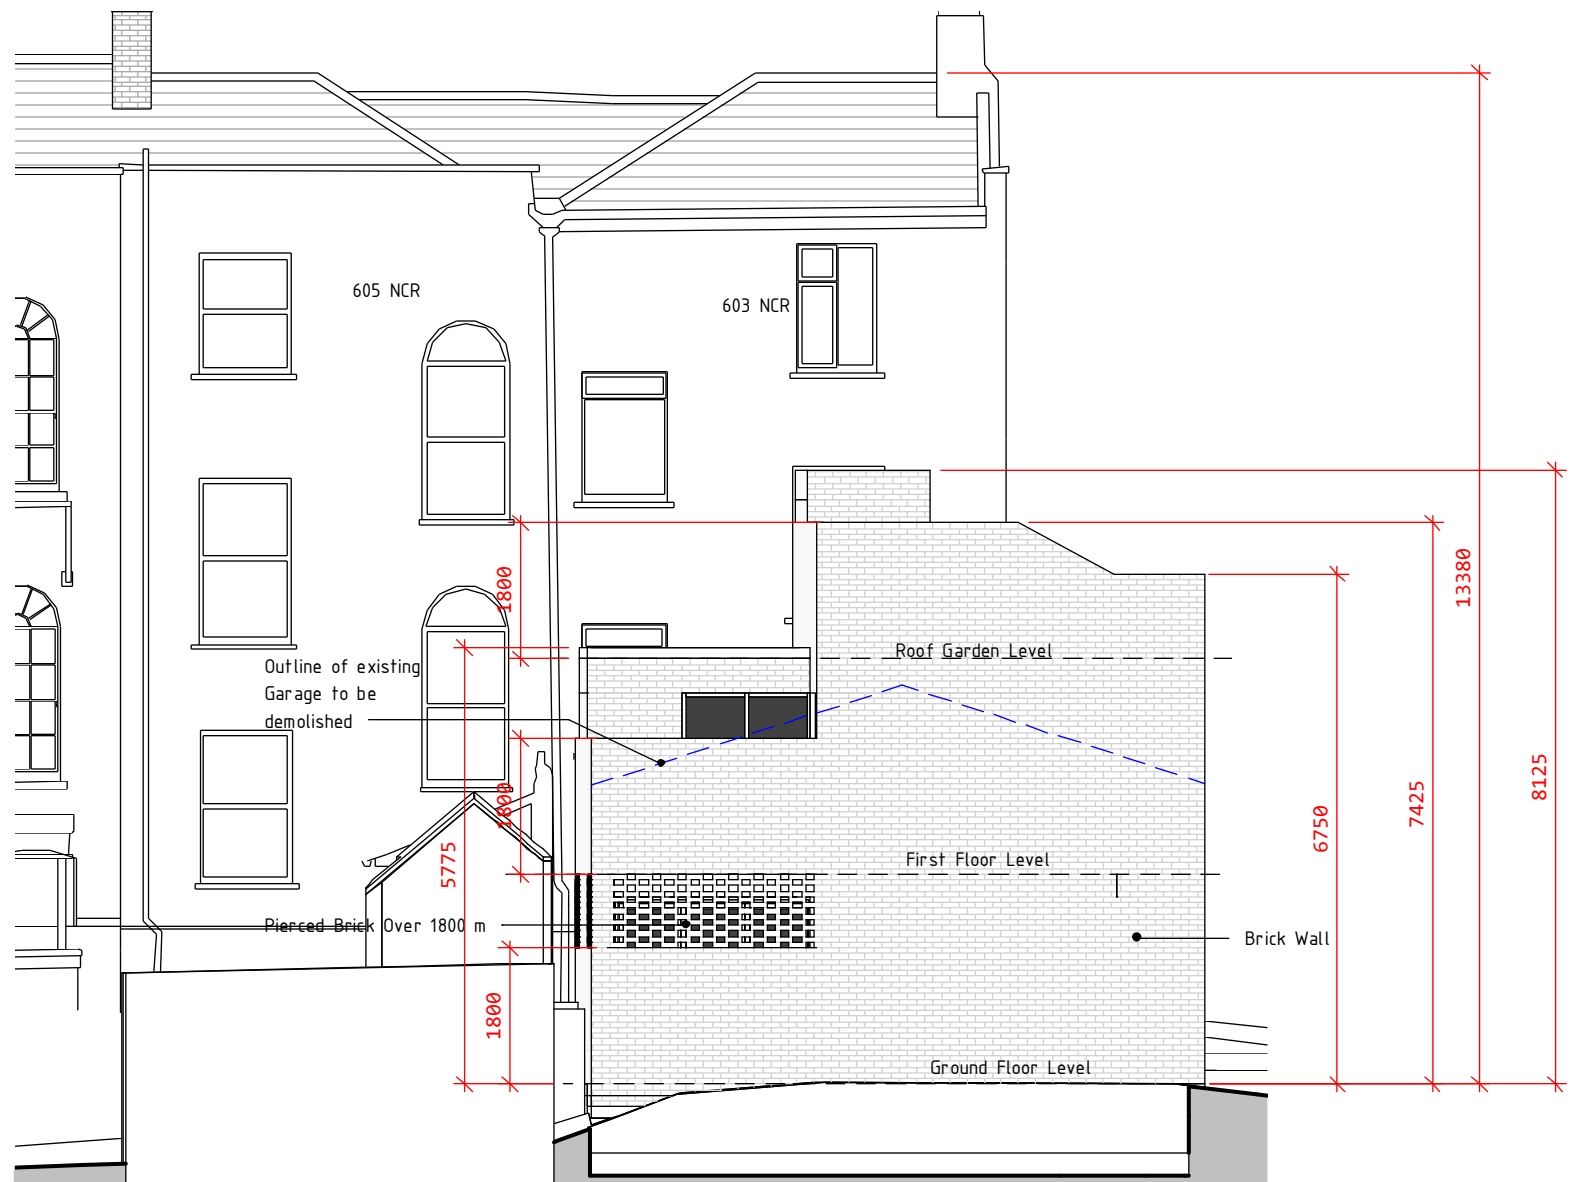 605 NCR
603 NCR
13380
1800
Roof Garden Level
Outline of existing
Garage to be
demolished
8125
7425
6750
1800
5775
First Floor Level
Pierced Brick Over 1800 m
Brick Wall
1800
Ground Floor Level